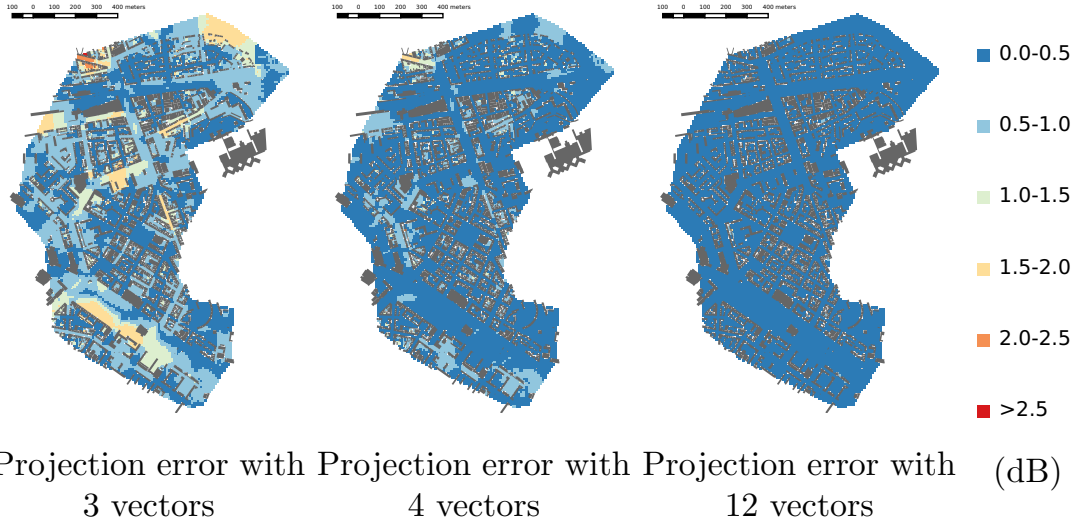 100 0 100 200 300 400 meters
100 0 100 200 300 400 meters
100 0 100 200 300 400 meters
0.0-0.5
0.5-1.0
1.0-1.5
1.5-2.0
2.0-2.5
>2.5
(dB)
Projection error with
3 vectors
Projection error with
4 vectors
Projection error with
12 vectors